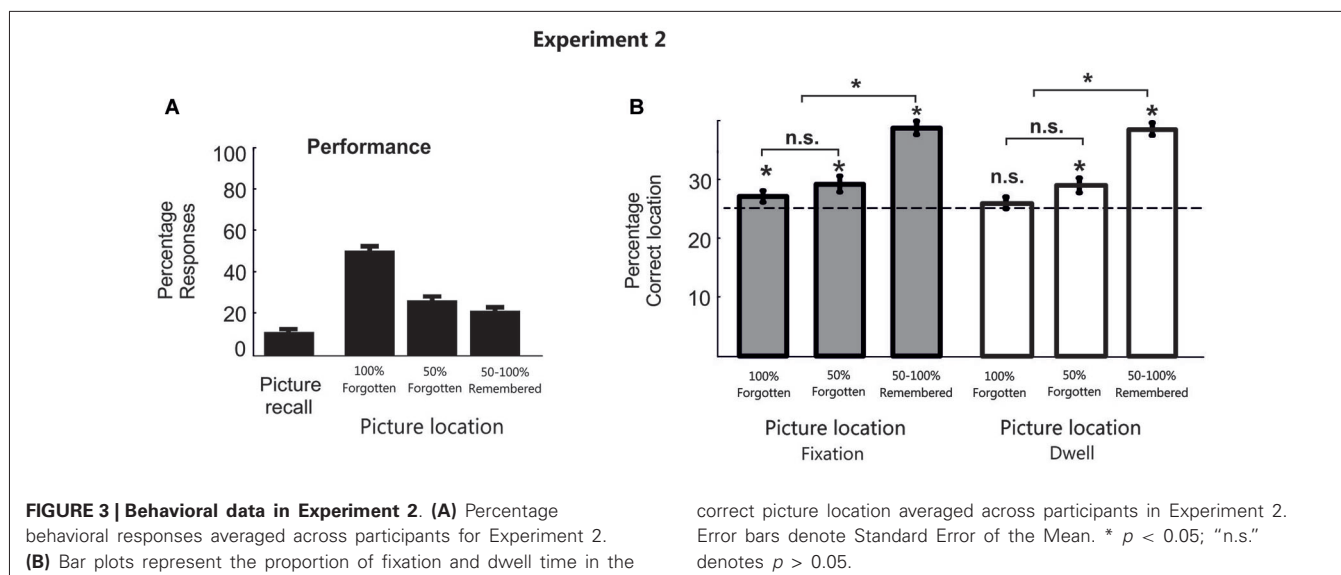 Experiment 2
A
Performance
100
80
60
40
20
0
Percentage
Responses
Picture
recall
100%
Forgotten
50%
Forgotten
50-100%
Remembered
Picture location
B
*
*
n.s.
n.s.
*
*
*
n.s.
*
*
30
20
10
Percentage
Correct location
100%
Forgotten
50%
Forgotten
50-100%
Remembered
100%
Forgotten
50%
Forgotten
50-100%
Remembered
Picture location
Fixation
Picture location
Dwell
FIGURE 3 | Behavioral data in Experiment 2. (A) Percentage
behavioral responses averaged across participants for Experiment 2.
(B) Bar plots represent the proportion of fixation and dwell time in the
correct picture location averaged across participants in Experiment 2.
Error bars denote Standard Error of the Mean. * p < 0.05; “n.s.”
denotes p > 0.05.